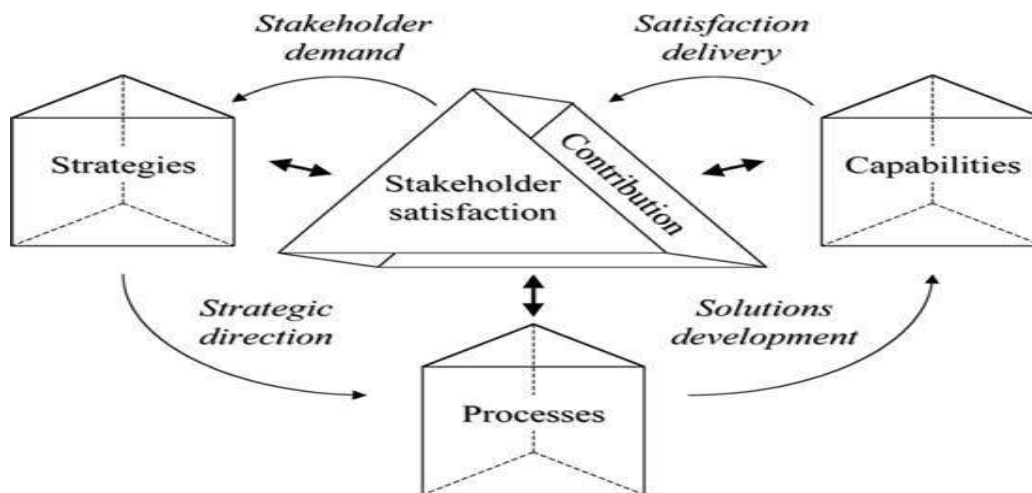 Stakeholder
demand
Satisfaction
delivery
Strategies
Stakeholder
satisfaction
Contribution
Capabilities
Strategic
direction
Solutions
development
Processes